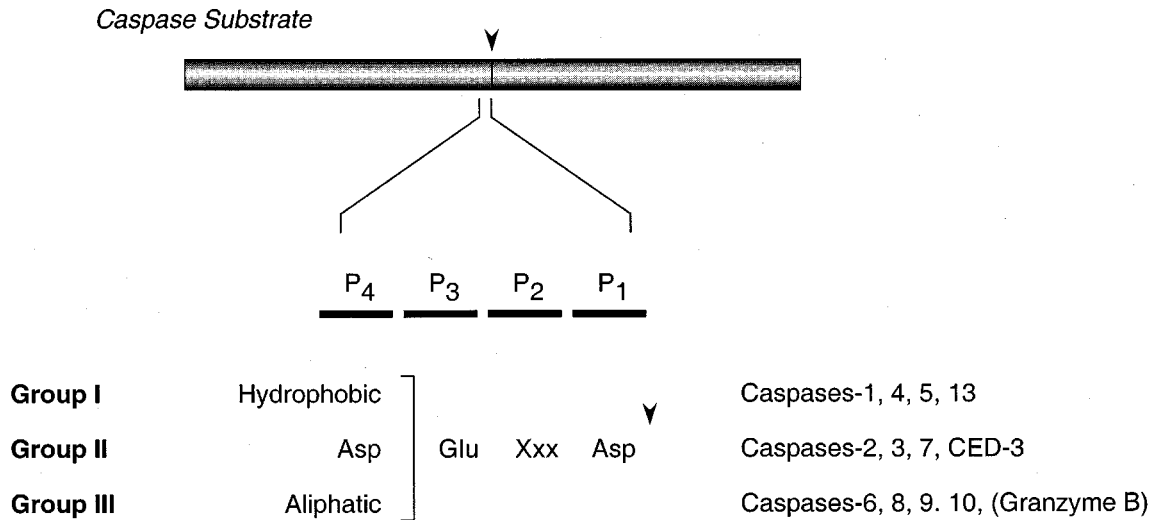 Caspase Substrate
P4 P3 P2 P1
Group I Hydrophobic Caspases-1, 4, 5, 13
Group II Asp Glu Xxx Asp Caspases-2, 3, 7, CED-3
Group III Aliphatic Caspases-6, 8, 9. 10, (Granzyme B)